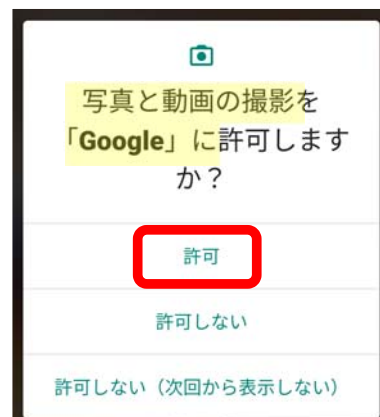 写真と動画の撮影を
「Google」に許可します
か？
許可
許可しない
許可しない（次回から表示しない）